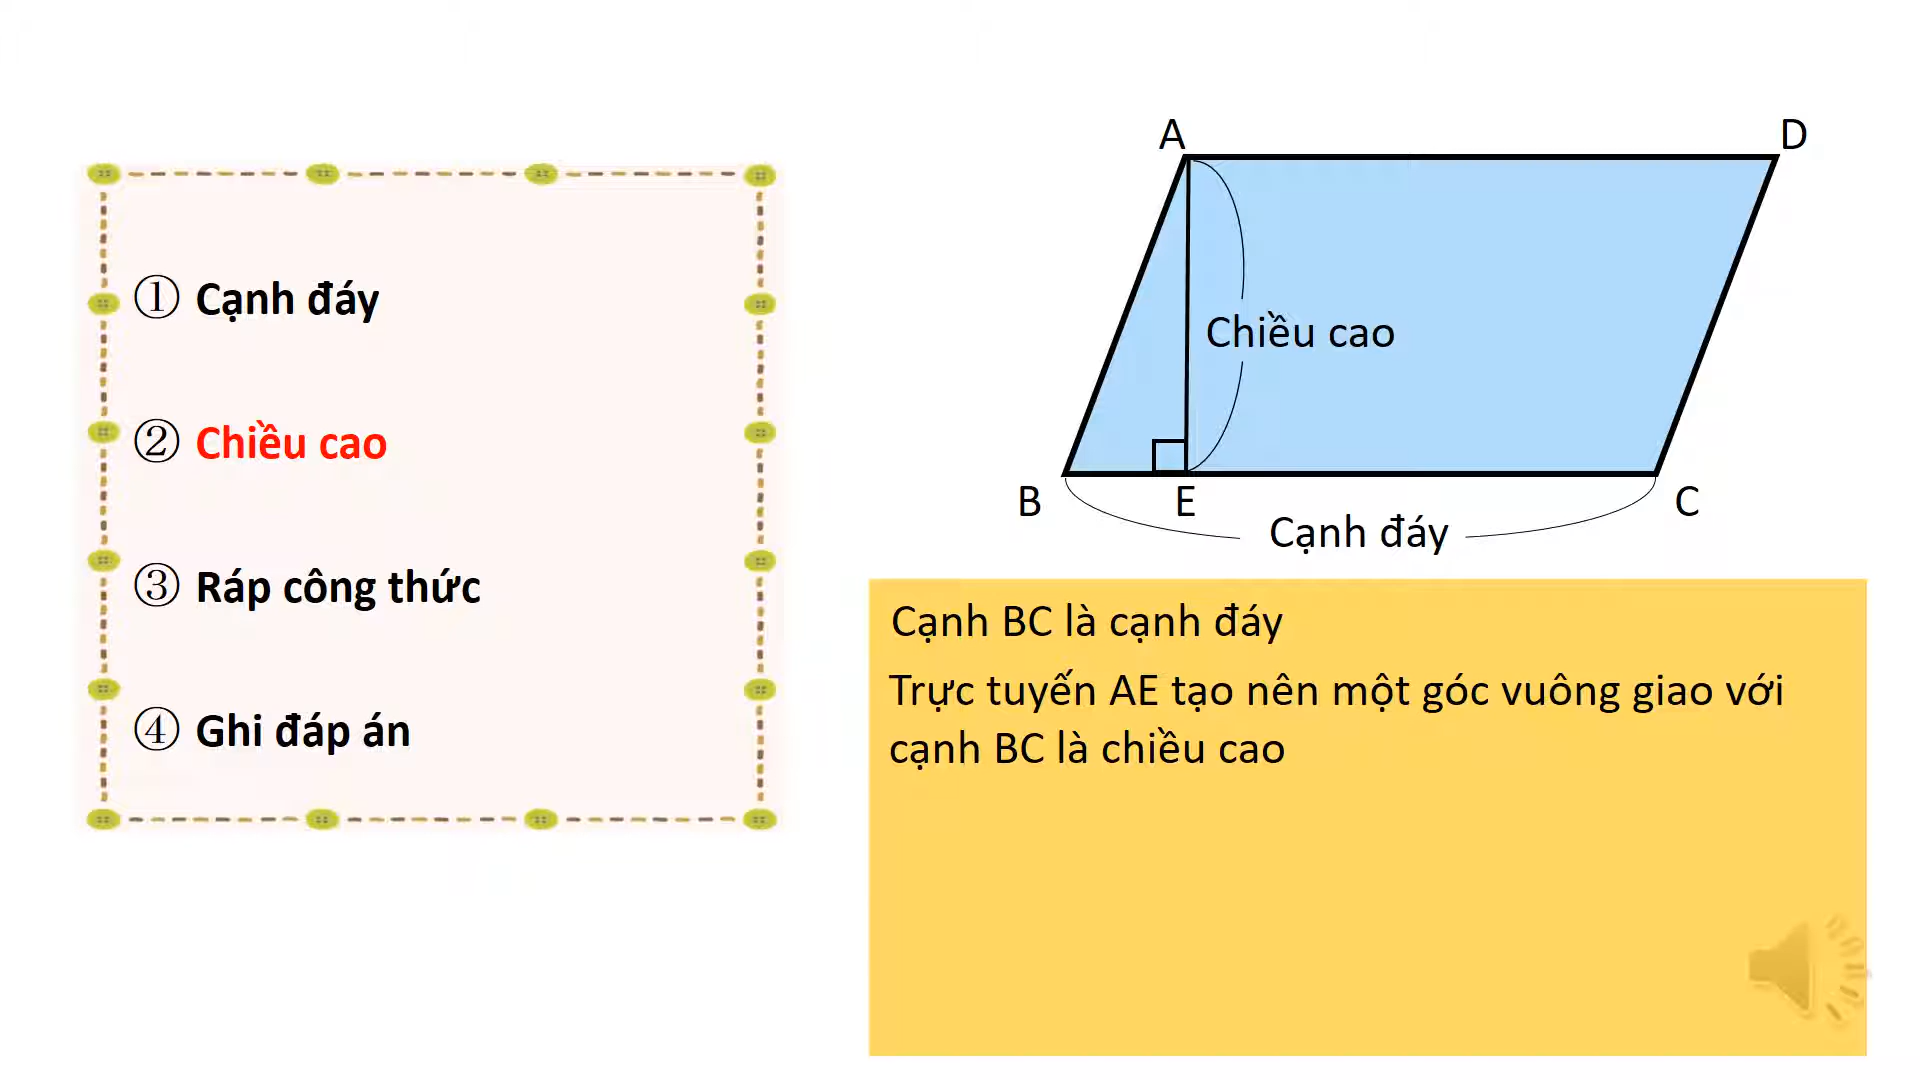 ① Cạnh đáy
② Chiều cao
③ Ráp công thức
④ Ghi đáp án
A
D
Chiều cao
B
E
C
Cạnh đáy
Cạnh BC là cạnh đáy
Trực tuyến AE tạo nên một góc vuông giao với
cạnh BC là chiều cao